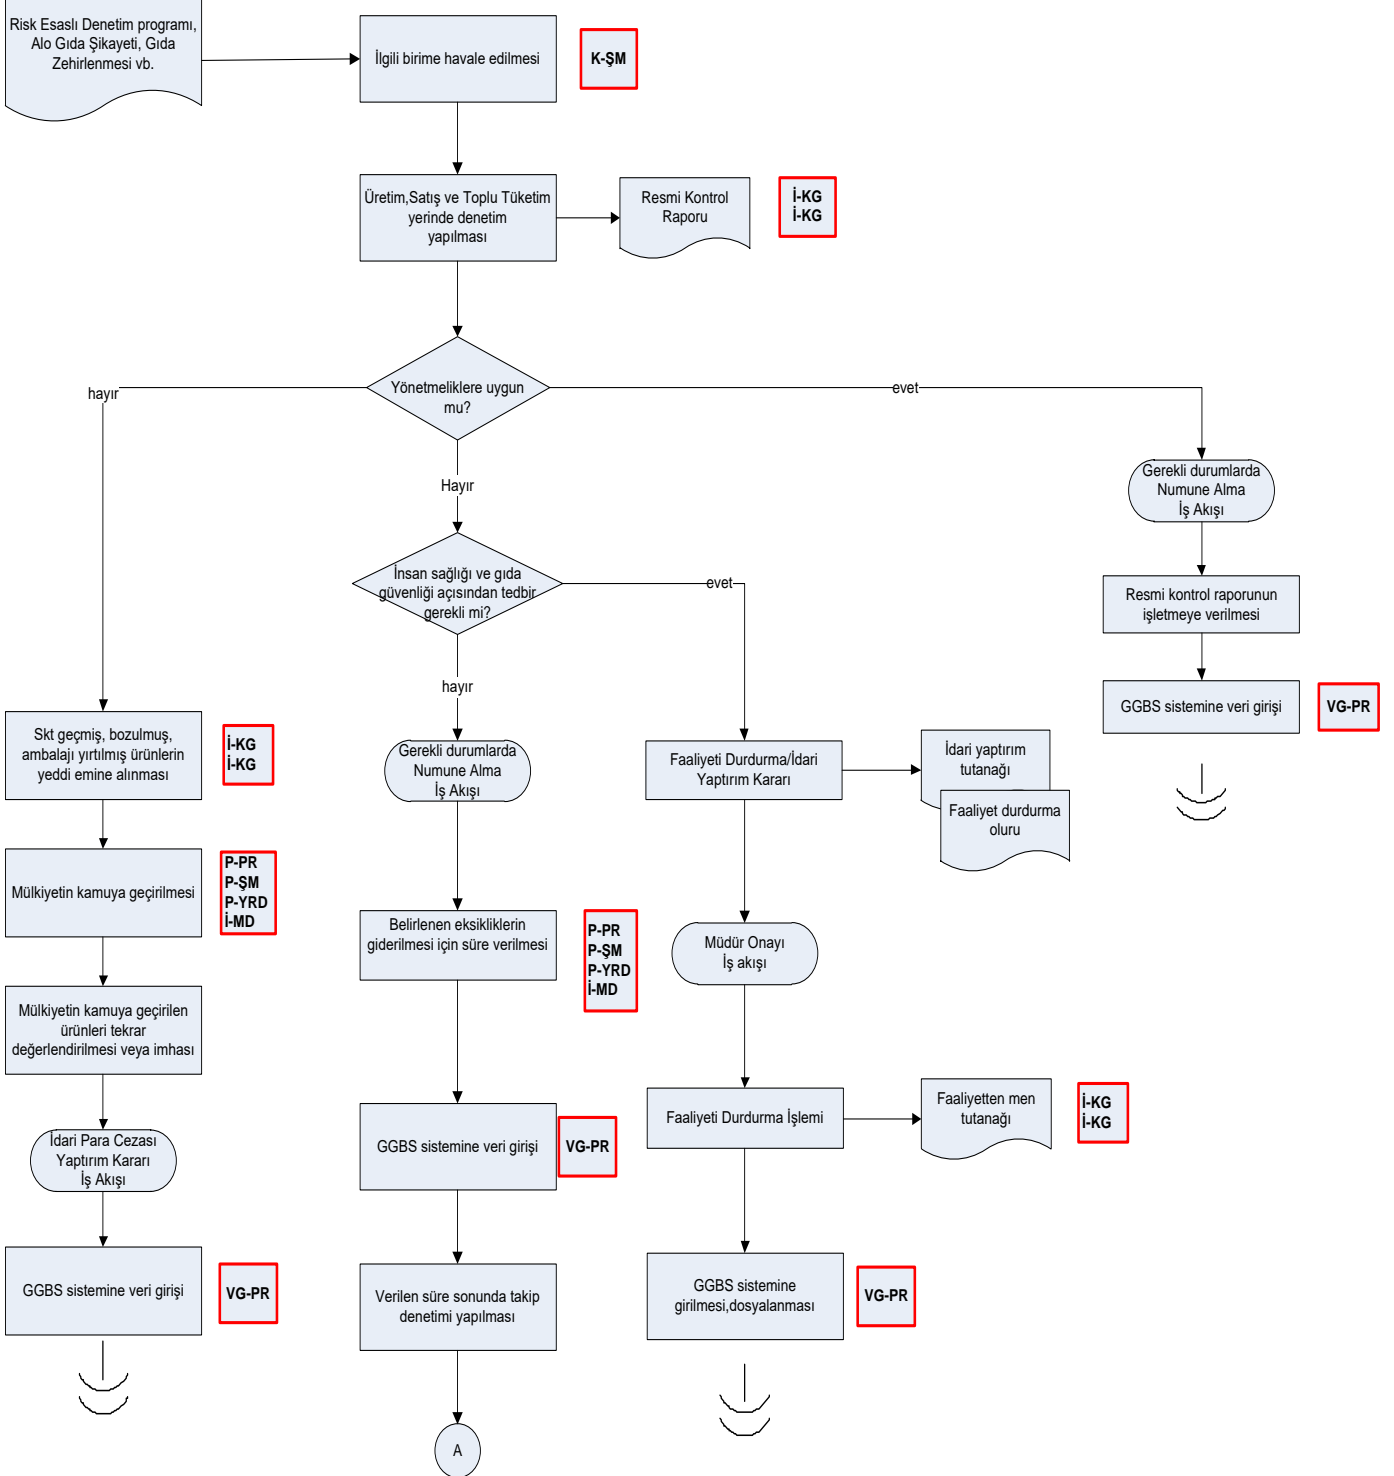 Risk Esaslı Denetim programı,
Alo Gıda Şikayeti, Gıda
Zehirlenmesi vb.
İlgili birime havale edilmesi
K-ŞM
Üretim,Satış ve Toplu Tüketim
yerinde denetim
yapılması
Resmi Kontrol
Raporu
İ-KG
İ-KG
Yönetmeliklere uygun
mu?
hayır
evet
Hayır
Gerekli durumlarda
Numune Alma
İş Akışı
İnsan sağlığı ve gıda
güvenliği açısından tedbir
gerekli mi?
evet
hayır
Resmi kontrol raporunun
işletmeye verilmesi
GGBS sistemine veri girişi
VG-PR
Skt geçmiş, bozulmuş,
ambalajı yırtılmış ürünlerin
yeddi emine alınması
İ-KG
İ-KG
Gerekli durumlarda
Numune Alma
İş Akışı
Faaliyeti Durdurma/İdari
Yaptırım Kararı
İdari yaptırım
tutanağı
Faaliyet durdurma
oluru
Mülkiyetin kamuya geçirilmesi
P-PR
P-ŞM
P-YRD
İ-MD
Belirlenen eksikliklerin
giderilmesi için süre verilmesi
P-PR
P-ŞM
P-YRD
İ-MD
Müdür Onayı
İş akışı
Mülkiyetin kamuya geçirilen
ürünleri tekrar
değerlendirilmesi veya imhası
Faaliyeti Durdurma İşlemi
Faaliyetten men
tutanağı
İ-KG
İ-KG
İdari Para Cezası
Yaptırım Kararı
İş Akışı
GGBS sistemine veri girişi
VG-PR
GGBS sistemine veri girişi
VG-PR
Verilen süre sonunda takip
denetimi yapılması
GGBS sistemine
girilmesi,dosyalanması
VG-PR
A